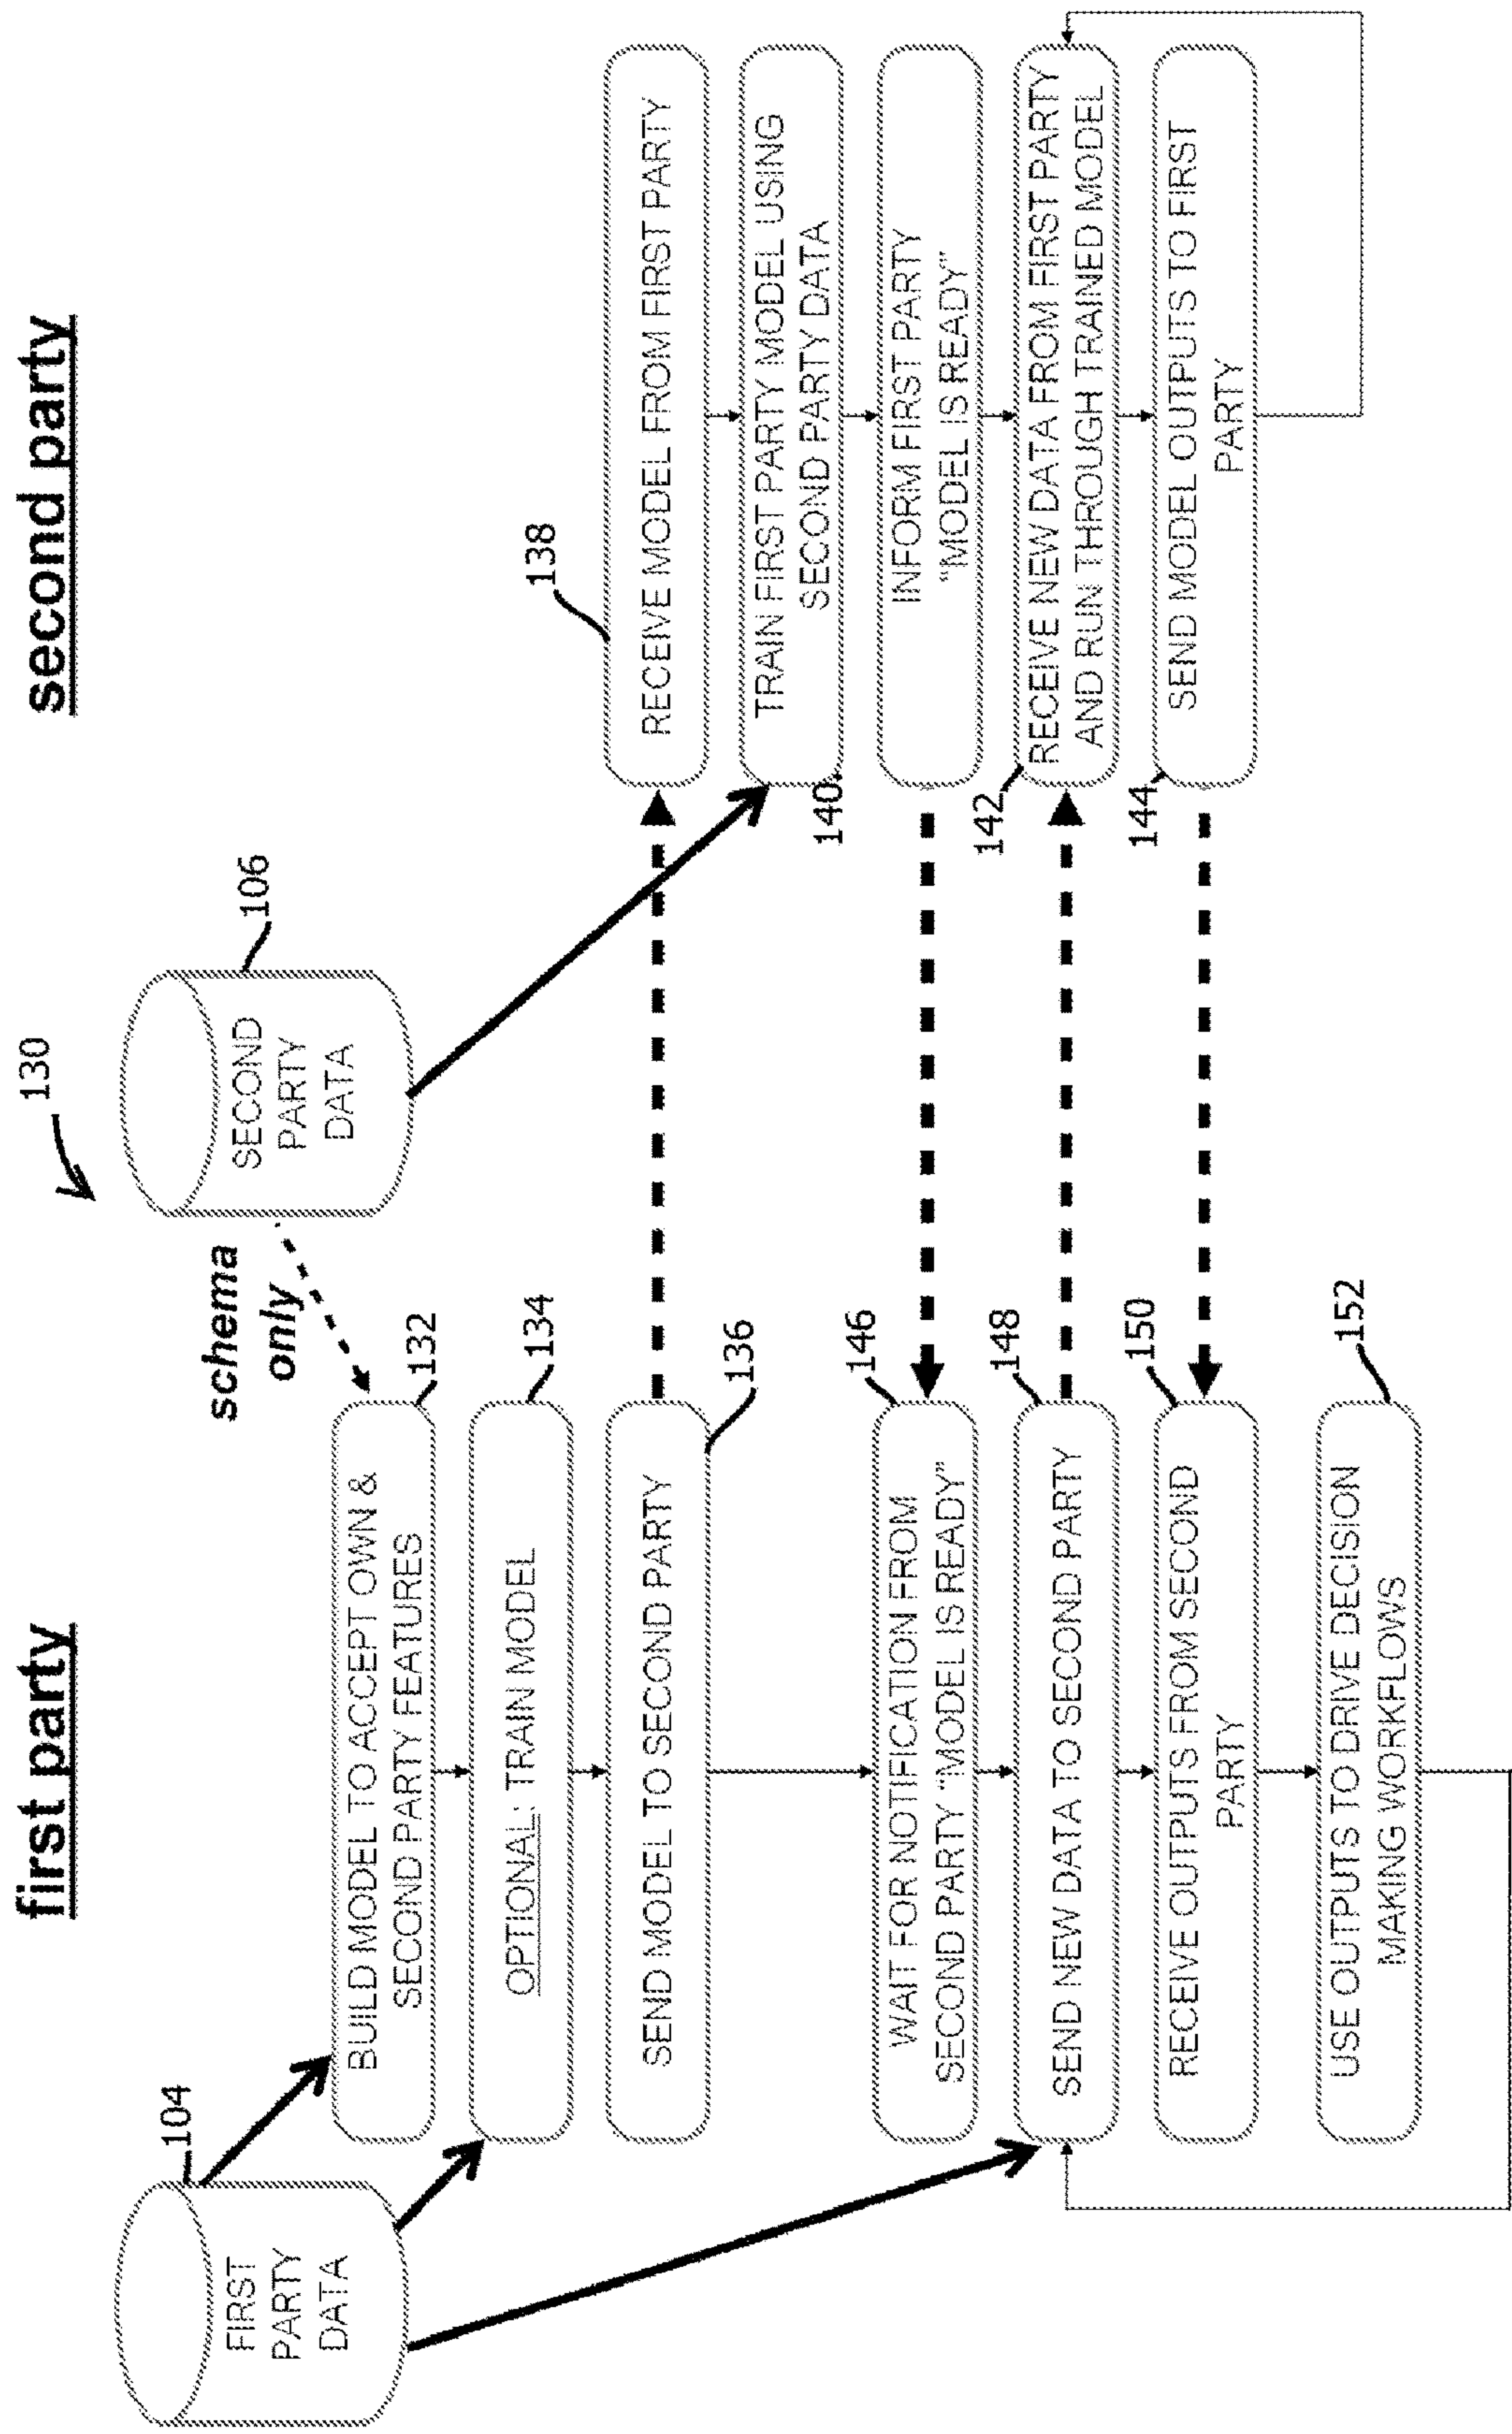 first party
second party
130
FIRST
PARTY
DATA
104
schema
only
SECOND
PARTY
DATA
106
BUILD MODEL TO ACCEPT OWN &
SECOND PARTY FEATURES
132
OPTIONAL: TRAIN MODEL
134
SEND MODEL TO SECOND PARTY
136
138
RECEIVE MODEL FROM FIRST PARTY
TRAIN FIRST PARTY MODEL USING
SECOND PARTY DATA
140
WAIT FOR NOTIFICATION FROM
SECOND PARTY "MODEL IS READY"
146
INFORM FIRST PARTY
"MODEL IS READY"
SEND NEW DATA TO SECOND PARTY
148
142
RECEIVE NEW DATA FROM FIRST PARTY
AND RUN THROUGH TRAINED MODEL
RECEIVE OUTPUTS FROM SECOND
PARTY
150
144
SEND MODEL OUTPUTS TO FIRST
PARTY
USE OUTPUTS TO DRIVE DECISION
MAKING WORKFLOWS
152